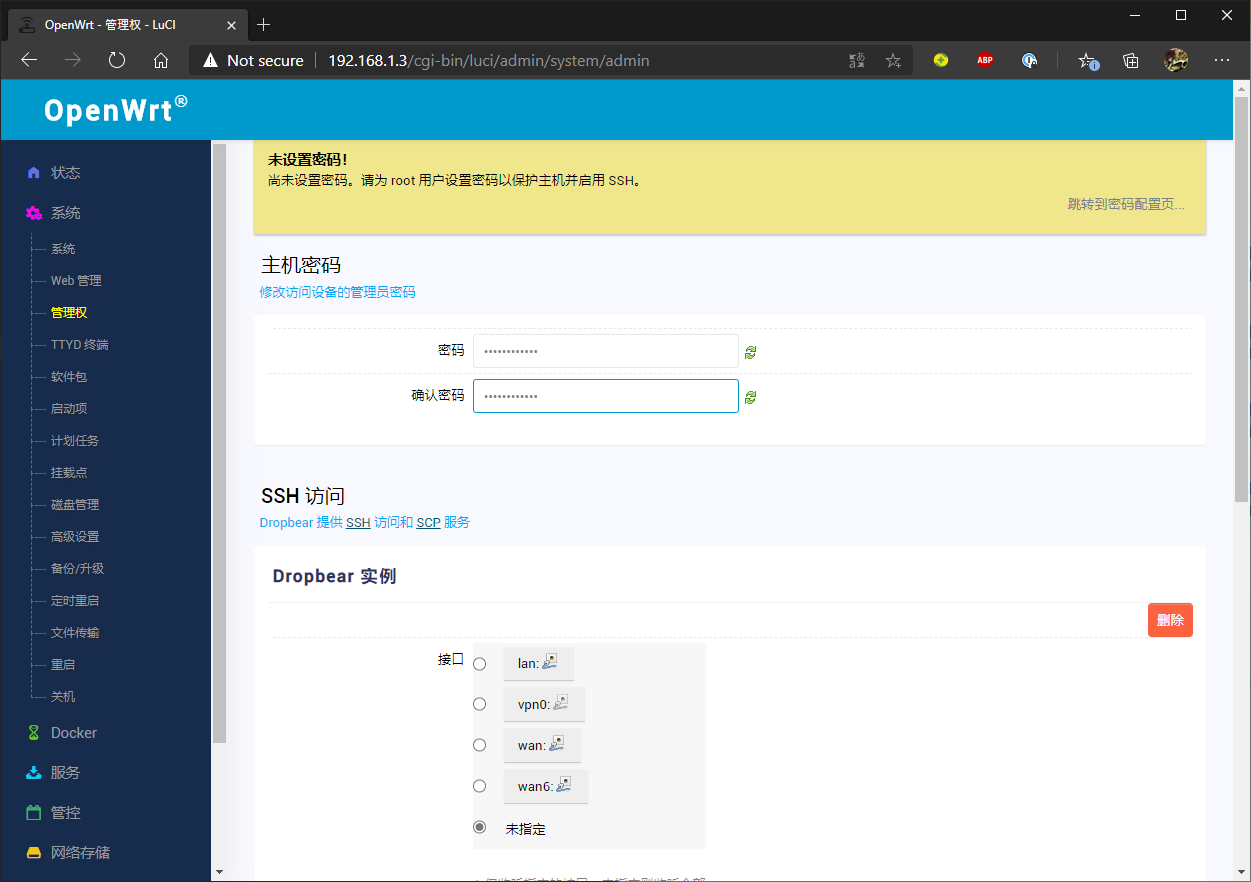 OpenWrt - 管理权 - LuCI
Not secure
192.168.1.3/cgi-bin/luci/admin/system/admin
ABP
OpenWrt®
状态
系统
系统
Web 管理
管理权
TTYD 终端
软件包
启动项
计划任务
挂载点
磁盘管理
高级设置
备份/升级
定时重启
文件传输
重启
关机
Docker
服务
管控
网络存储
未设置密码！
尚未设置密码。请为 root 用户设置密码以保护主机并启用 SSH。
跳转到密码配置页...
主机密码
修改访问设备的管理员密码
密码 ••••••••••••
确认密码 ••••••••••••
SSH 访问
Dropbear 提供 SSH 访问和 SCP 服务
Dropbear 实例
删除
接口
lan:
vpn0:
wan:
wan6:
未指定